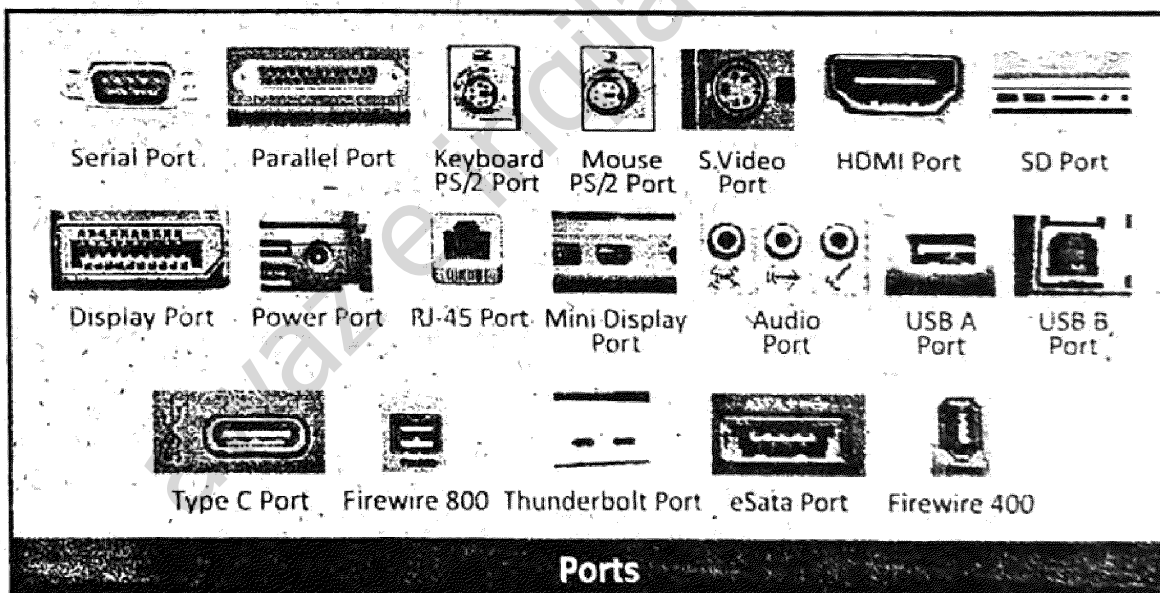 Serial Port
Parallel Port
Keyboard
PS/2 Port
Mouse
PS/2 Port
S.Video
Port
HDMI Port
SD Port
Display Port
Power Port
RJ-45 Port
Mini Display
Port
Audio
Port
USB A
Port
USB B
Port
Type C Port
Firewire 800
Thunderbolt Port
eSata Port
Firewire 400
Ports